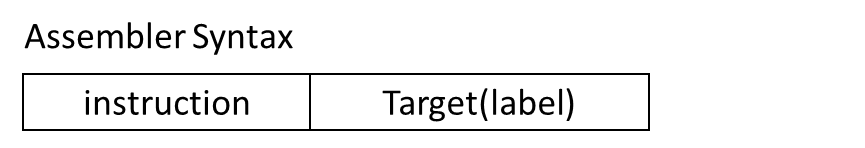 Assembler Syntax
instruction Target(label)